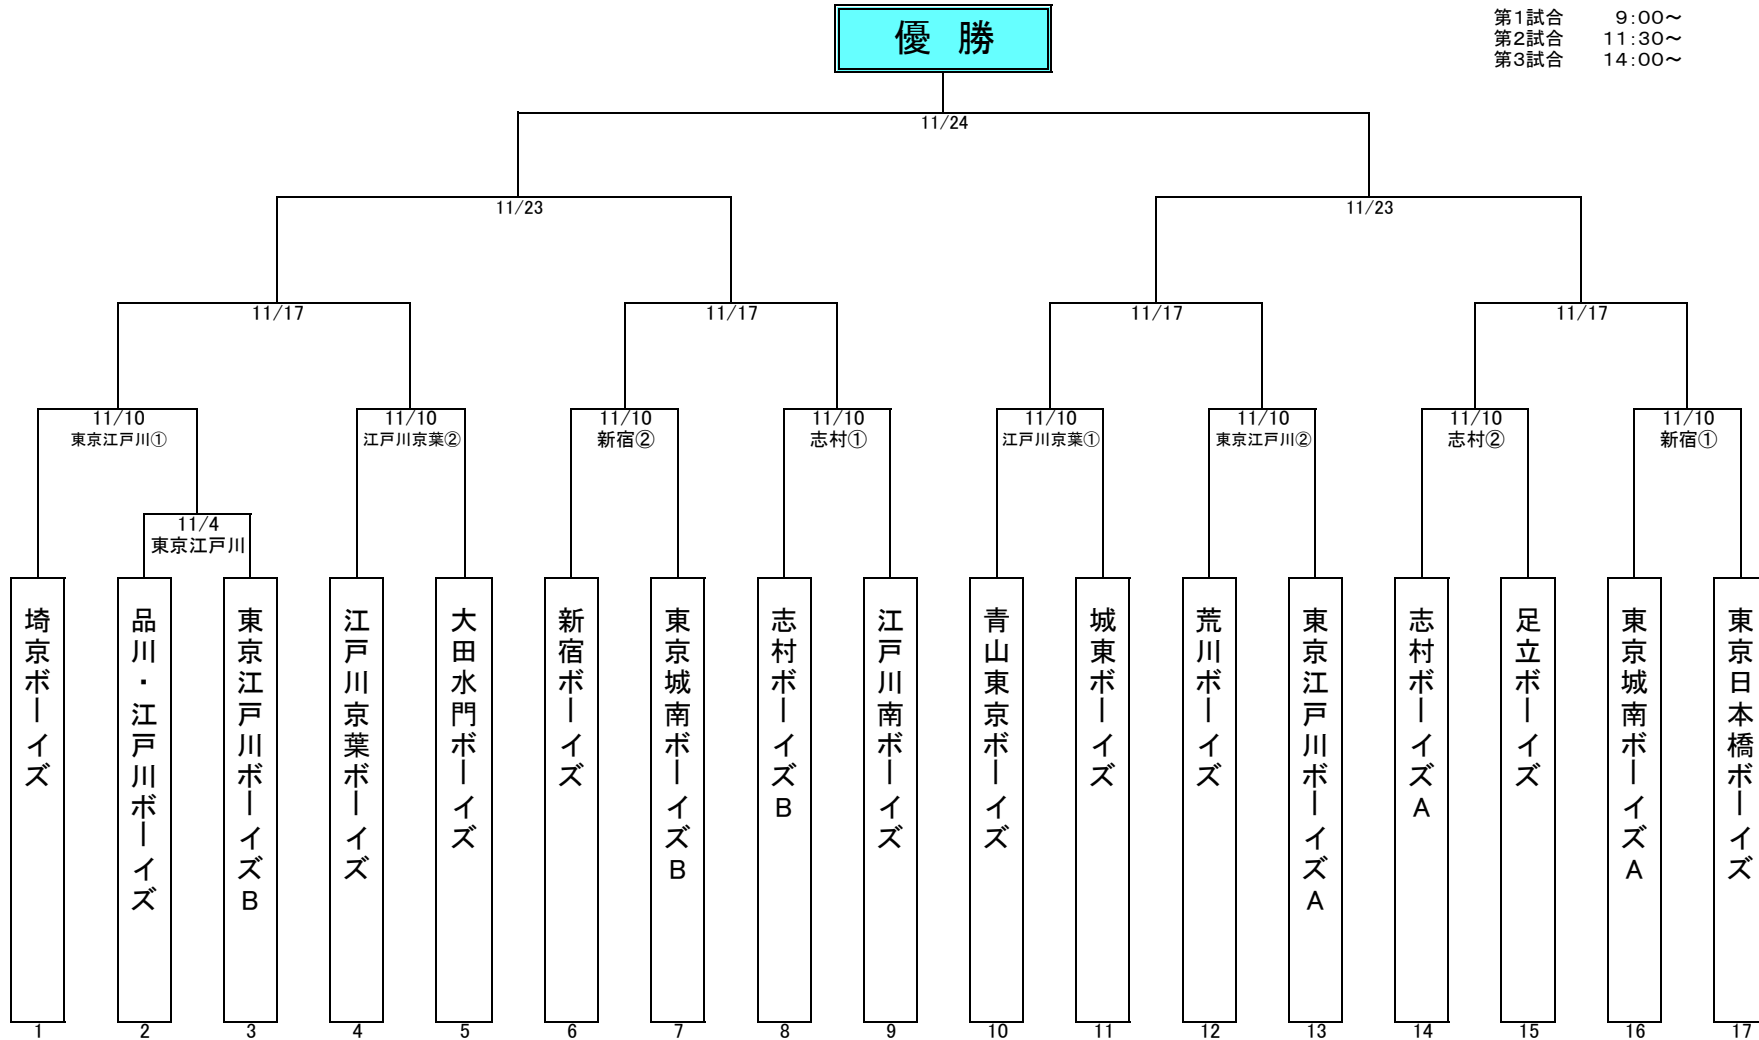 優 勝
第1試合 9:00～
第2試合 11:30～
第3試合 14:00～
11/24
11/23
11/23
11/17
11/17
11/17
11/17
11/10
東京江戸川①
11/10
江戸川京葉②
11/10
新宿②
11/10
志村①
11/10
江戸川京葉①
11/10
東京江戸川②
11/10
志村②
11/10
新宿①
11/4
東京江戸川
埼京ボーイズ
品川・江戸川ボーイズ
東京江戸川ボーイズB
江戸川京葉ボーイズ
大田水門ボーイズ
新宿ボーイズ
東京城南ボーイズB
志村ボーイズB
江戸川南ボーイズ
青山東京ボーイズ
城東ボーイズ
荒川ボーイズ
東京江戸川ボーイズA
志村ボーイズA
足立ボーイズ
東京城南ボーイズA
東京日本橋ボーイズ
1
2
3
4
5
6
7
8
9
10
11
12
13
14
15
16
17